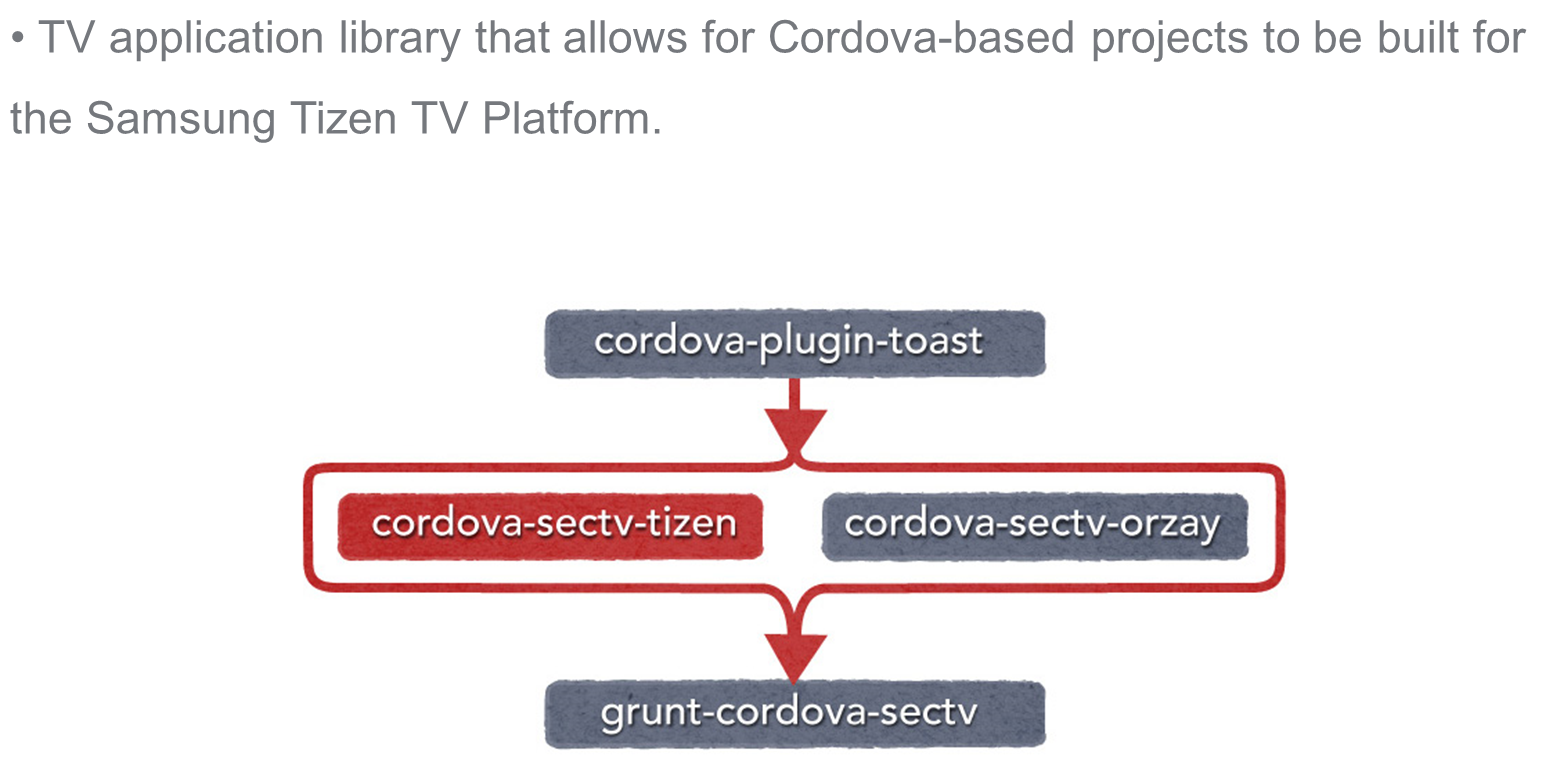 • TV application library that allows for Cordova-based projects to be built for
the Samsung Tizen TV Platform.
cordova-plugin-toast
cordova-sectv-tizen
cordova-sectv-orzay
grunt-cordova-sectv